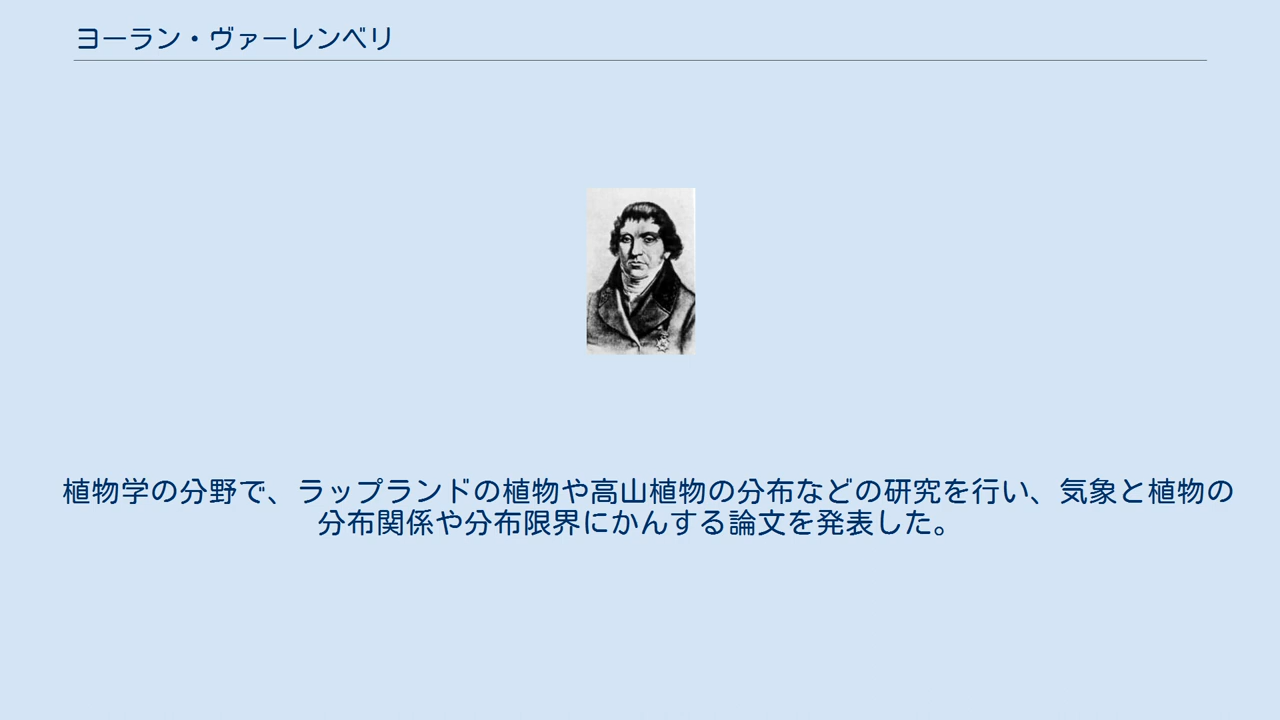 ヨーラン・ヴァーレンベリ
植物学の分野で、ラップランドの植物や高山植物の分布などの研究を行い、気象と植物の
分布関係や分布限界にかんする論文を発表した。